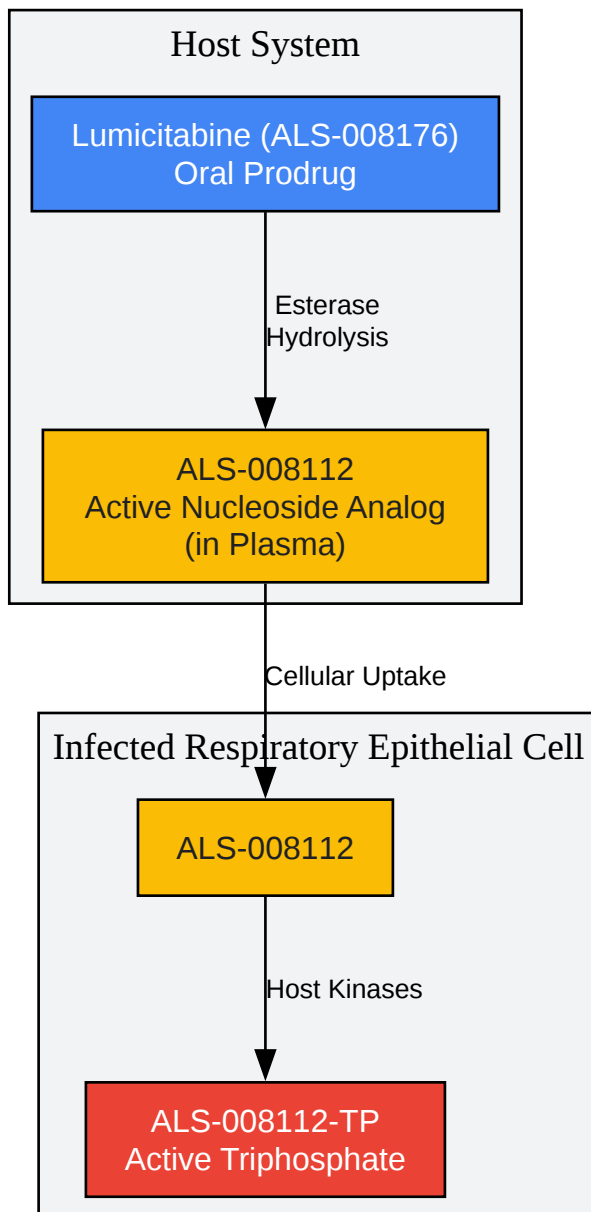 Host System
Lumicitabine (ALS-008176)
Oral Prodrug
Esterase
Hydrolysis
ALS-008112
Active Nucleoside Analog
(in Plasma)
Cellular Uptake
Infected Respiratory Epithelial Cell
ALS-008112
Host Kinases
ALS-008112-TP
Active Triphosphate